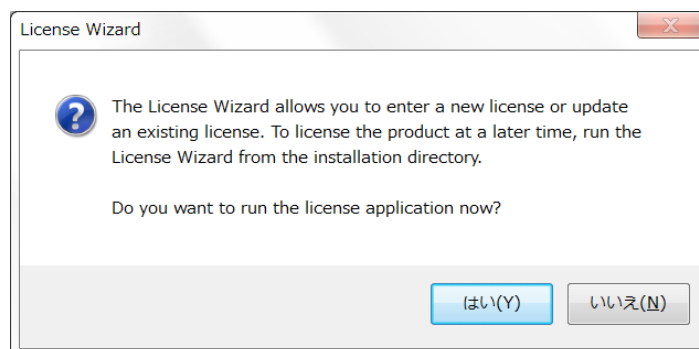 License Wizard
The License Wizard allows you to enter a new license or update
an existing license. To license the product at a later time, run the
License Wizard from the installation directory.
Do you want to run the license application now?
はい(Y)
いいえ(N)